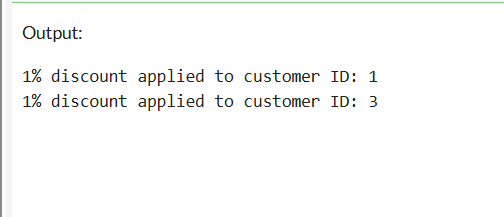 Output:
1% discount applied to customer ID: 1
1% discount applied to customer ID: 3